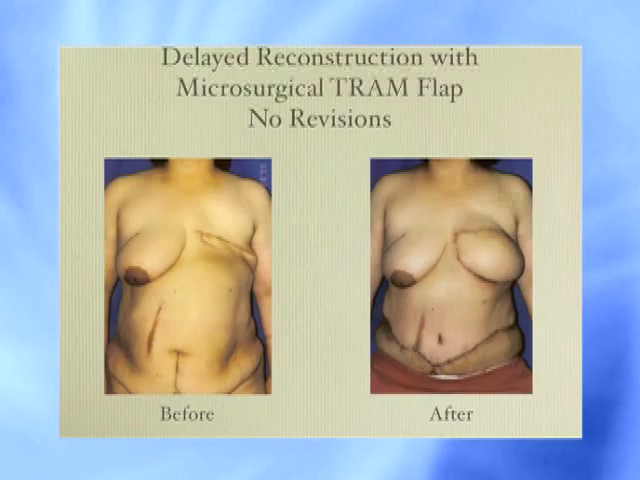 Delayed Reconstruction with
Microsurgical TRAM Flap
No Revisions
Before
After